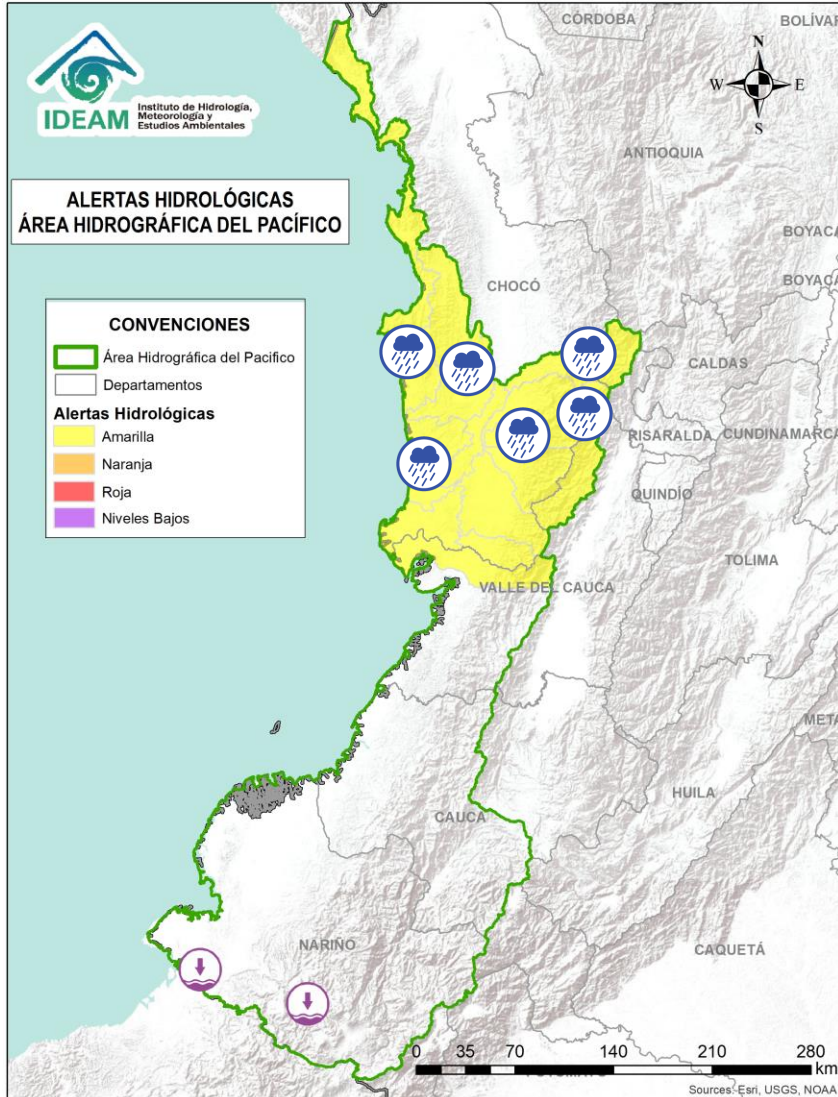 CÓRDOBA
BOLÍVAR
IDEAM
Instituto de Hidrología,
Meteorología y
Estudios Ambientales
N
W
E
S
ANTIOQUIA
ALERTAS HIDROLÓGICAS
ÁREA HIDROGRÁFICA DEL PACÍFICO
BOYACÁ
BOYACÁ
CHOCÓ
CONVENCIONES
Área Hidrográfica del Pacifico
Departamentos
Alertas Hidrológicas
Amarilla
Naranja
Roja
Niveles Bajos
CALDAS
RISARALDA
CUNDINAMARCA
QUINDÍO
TOLIMA
VALLE DEL CAUCA
META
HUILA
CAUCA
NARIÑO
CAQUETÁ
0 35 70 140 210 280
km
Sources: Esri, USGS, NOAA